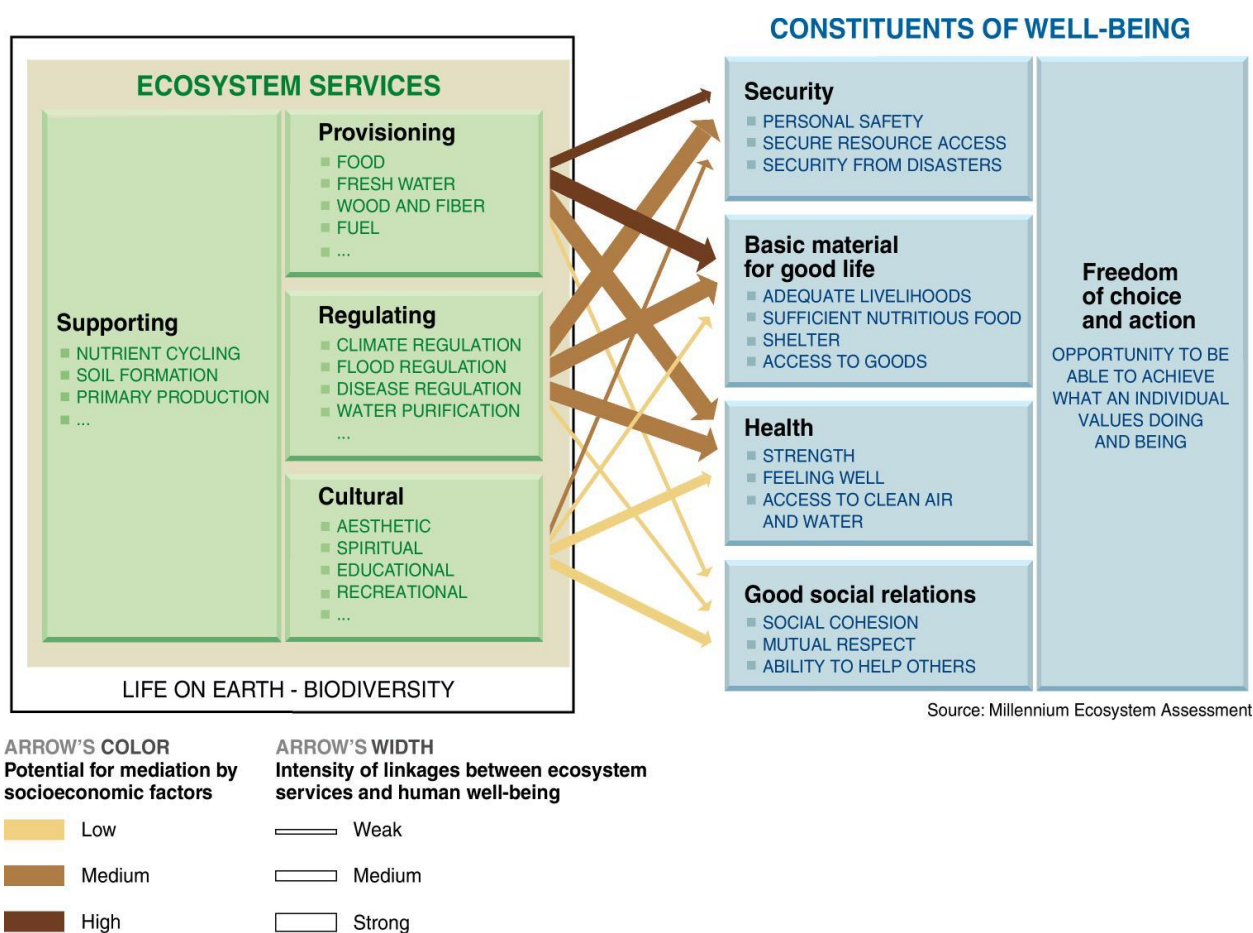 CONSTITUENTS OF WELL-BEING
ECOSYSTEM SERVICES
Supporting
NUTRIENT CYCLING
SOIL FORMATION
PRIMARY PRODUCTION
...
Provisioning
FOOD
FRESH WATER
WOOD AND FIBER
FUEL
...
Regulating
CLIMATE REGULATION
FLOOD REGULATION
DISEASE REGULATION
WATER PURIFICATION
...
Cultural
AESTHETIC
SPIRITUAL
EDUCATIONAL
RECREATIONAL
...
LIFE ON EARTH - BIODIVERSITY
Security
PERSONAL SAFETY
SECURE RESOURCE ACCESS
SECURITY FROM DISASTERS
Basic material
for good life
ADEQUATE LIVELIHOODS
SUFFICIENT NUTRITIOUS FOOD
SHELTER
ACCESS TO GOODS
Health
STRENGTH
FEELING WELL
ACCESS TO CLEAN AIR
AND WATER
Good social relations
SOCIAL COHESION
MUTUAL RESPECT
ABILITY TO HELP OTHERS
Freedom
of choice
and action
OPPORTUNITY TO BE
ABLE TO ACHIEVE
WHAT AN INDIVIDUAL
VALUES DOING
AND BEING
Source: Millennium Ecosystem Assessment
ARROW'S COLOR
Potential for mediation by
socioeconomic factors
Low
Medium
High
ARROW'S WIDTH
Intensity of linkages between ecosystem
services and human well-being
Weak
Medium
Strong